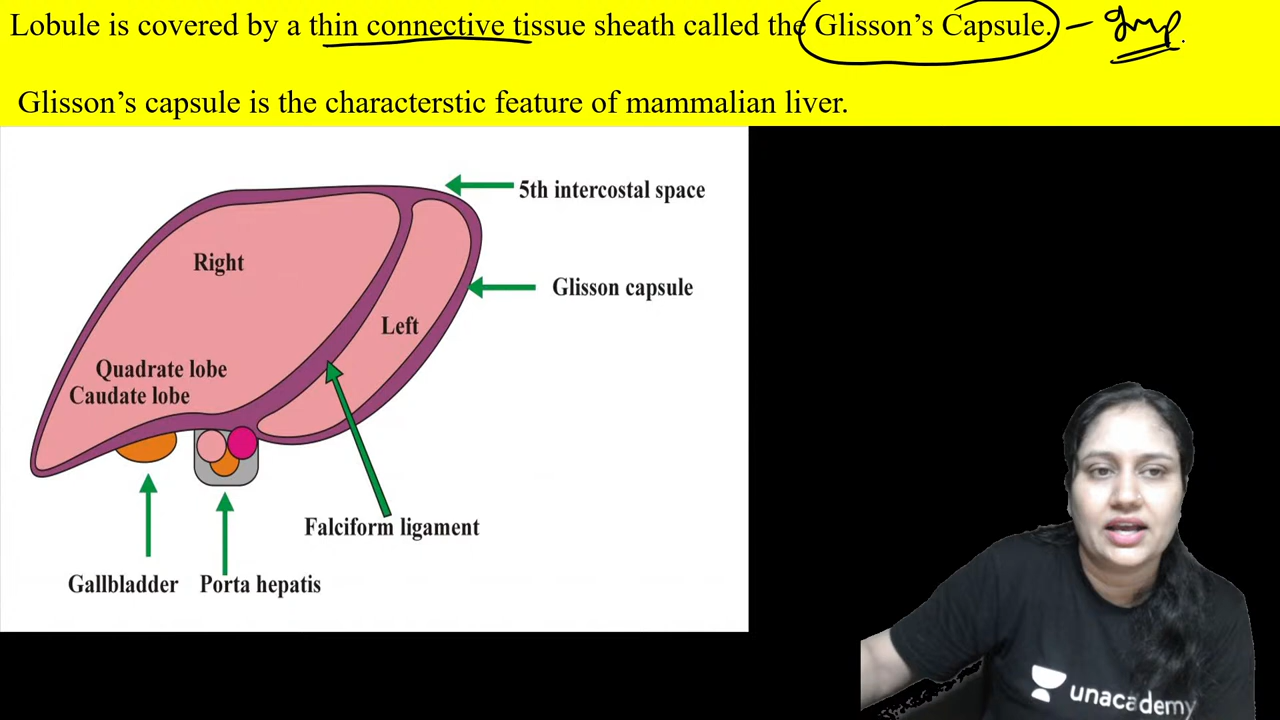 Lobule is covered by a thin connective tissue sheath called the Glisson’s Capsule. – Imp.
Glisson’s capsule is the characterstic feature of mammalian liver.
5th intercostal space
Right
Glisson capsule
Left
Quadrate lobe
Caudate lobe
Falciform ligament
Gallbladder
Porta hepatis
unacademy